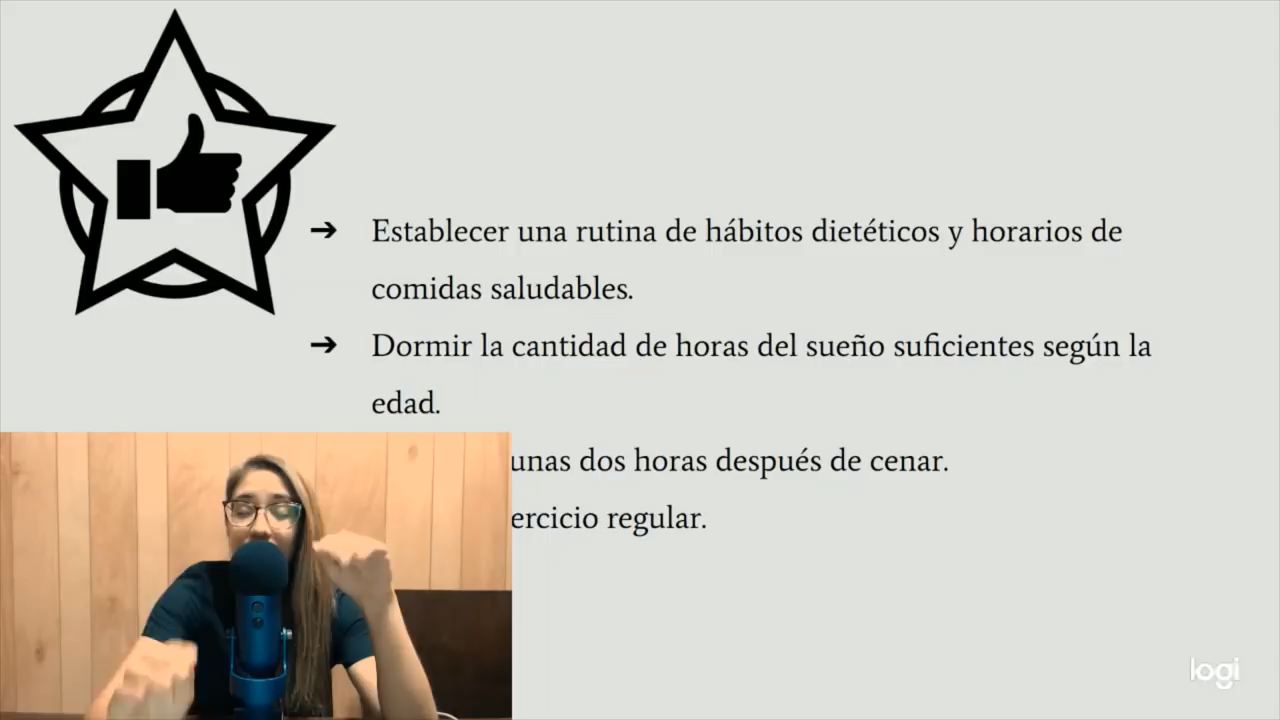 ➔ Establecer una rutina de hábitos dietéticos y horarios de
comidas saludables.
➔ Dormir la cantidad de horas del sueño suficientes según la
edad.
unas dos horas después de cenar.
ercicio regular.
logi